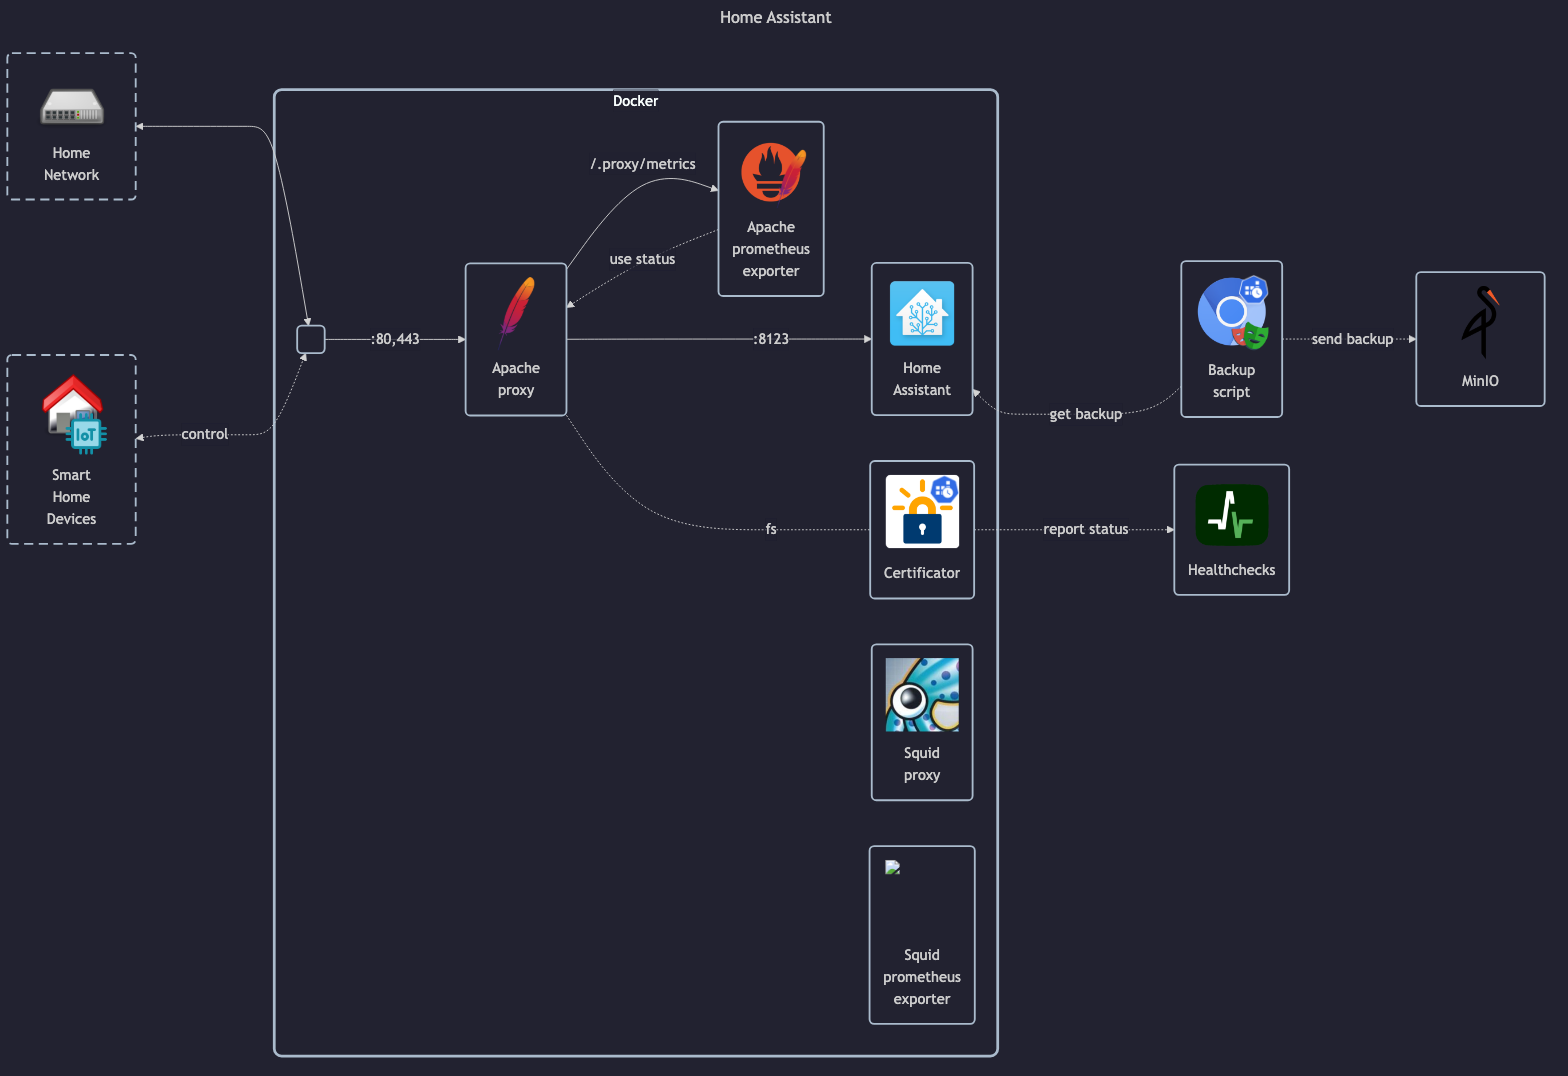 Home Assistant
Docker
Home
Network
/.proxy/metrics
Apache
prometheus
exporter
use status
:80,443
Apache
proxy
:8123
Home
Assistant
Backup
script
send backup
MinIO
get backup
control
IoT
Smart
Home
Devices
fs
Certificator
report status
Healthchecks
Squid
proxy
Squid
prometheus
exporter